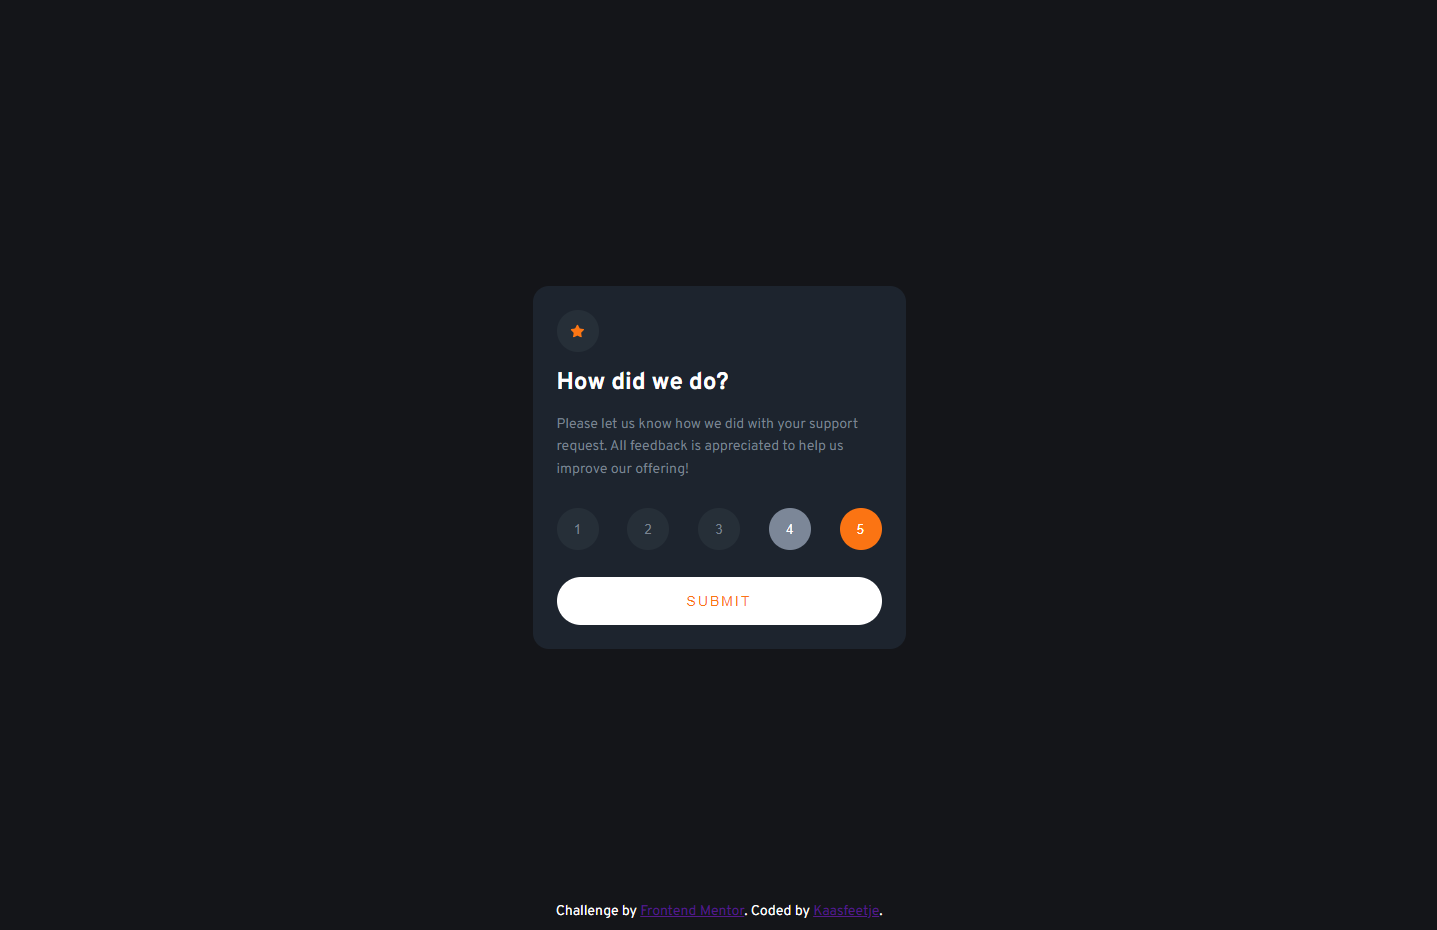 How did we do?
Please let us know how we did with your support
request. All feedback is appreciated to help us
improve our offering!
1 2 3 4 5
SUBMIT
Challenge by Frontend Mentor. Coded by Kaasfeetje.